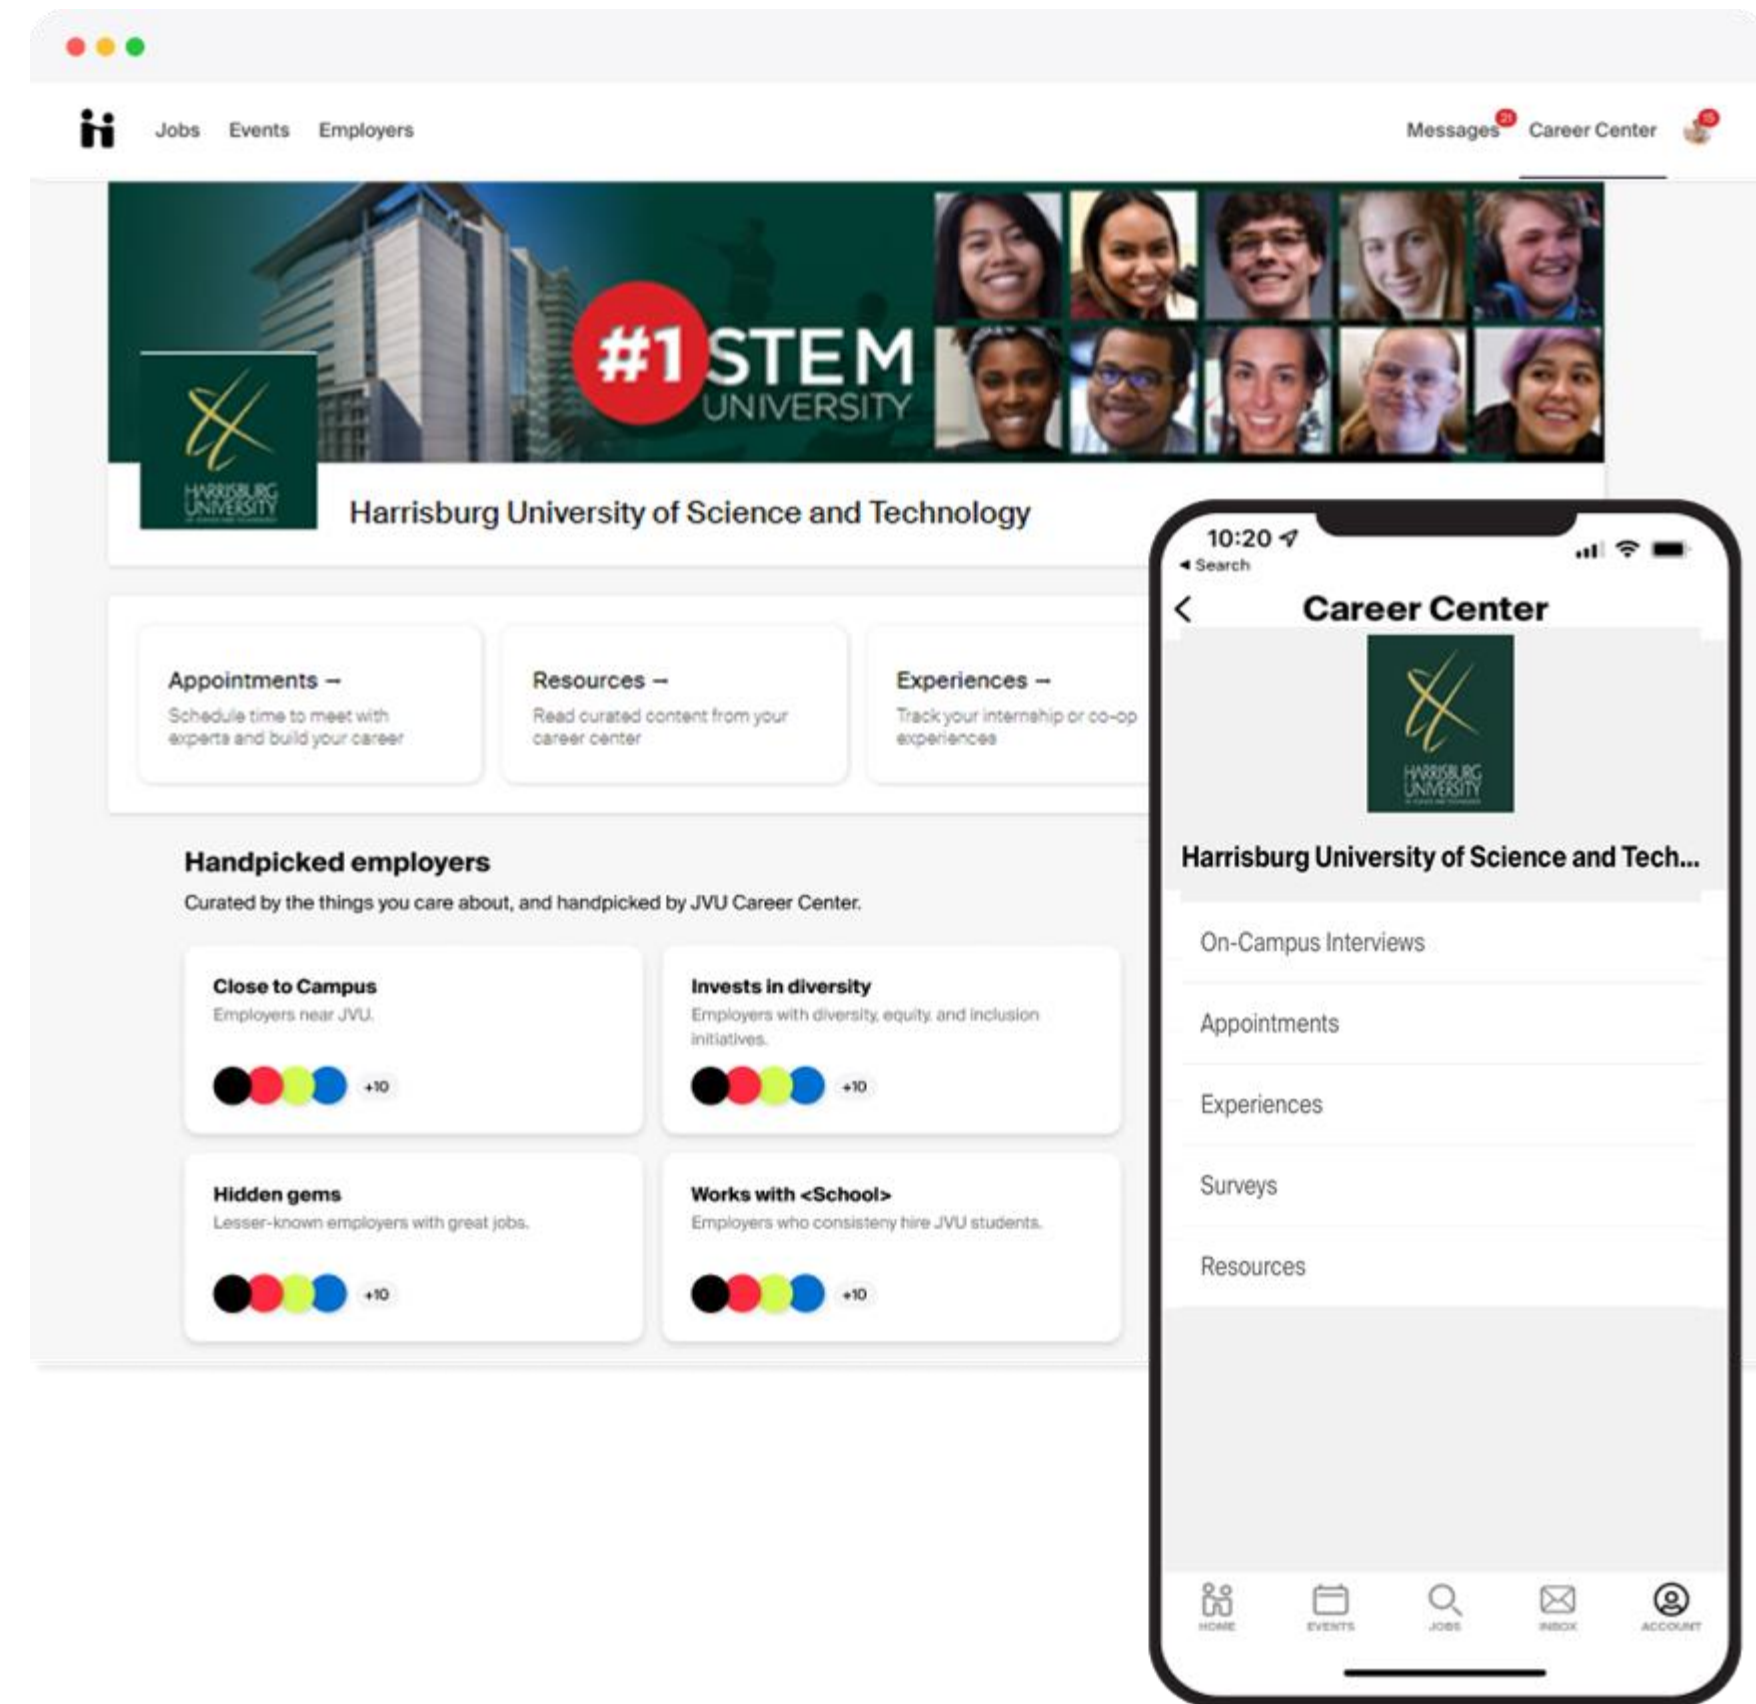 Jobs Events Employers
Messages 21 Career Center 15
#1 STEM
UNIVERSITY
HARRISBURG
UNIVERSITY
Harrisburg University of Science and Technology
Appointments →
Schedule time to meet with
experts and build your career
Resources →
Read curated content from your
career center
Experiences →
Track your internship or co-op
experiences
Handpicked employers
Curated by the things you care about, and handpicked by JVU Career Center.
Close to Campus
Employers near JVU.
+10
Invests in diversity
Employers with diversity, equity, and inclusion
initiatives.
+10
Hidden gems
Lesser-known employers with great jobs.
+10
Works with <School>
Employers who consisteny hire JVU students.
+10
10:20
◄ Search
Career Center
HARRISBURG
UNIVERSITY
Harrisburg University of Science and Tech...
On-Campus Interviews
Appointments
Experiences
Surveys
Resources
HOME EVENTS JOBS INBOX ACCOUNT